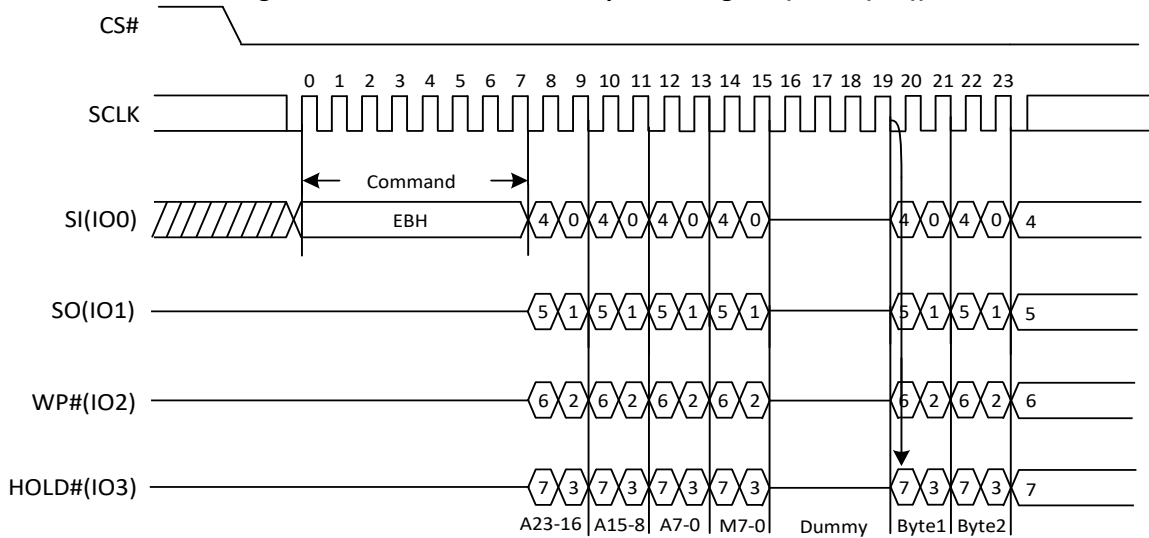 CS#
0 1 2 3 4 5 6 7 8 9 10 11 12 13 14 15 16 17 18 19 20 21 22 23
SCLK
Command
SI(IO0) EBH 4 0 4 0 4 0 4 0 4 0 4 0 4
SO(IO1) 5 1 5 1 5 1 5 1 5 1 5 1 5
WP#(IO2) 6 2 6 2 6 2 6 2 6 2 6 2 6
HOLD#(IO3) 7 3 7 3 7 3 7 3 7 3 7 3 7
A23-16 A15-8 A7-0 M7-0 Dummy Byte1 Byte2